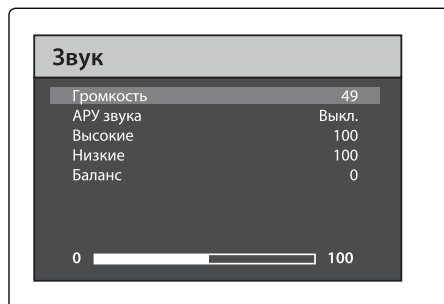 Звук
Громкость 49
АРУ звука Выкл.
Высокие 100
Низкие 100
Баланс 0
0 100